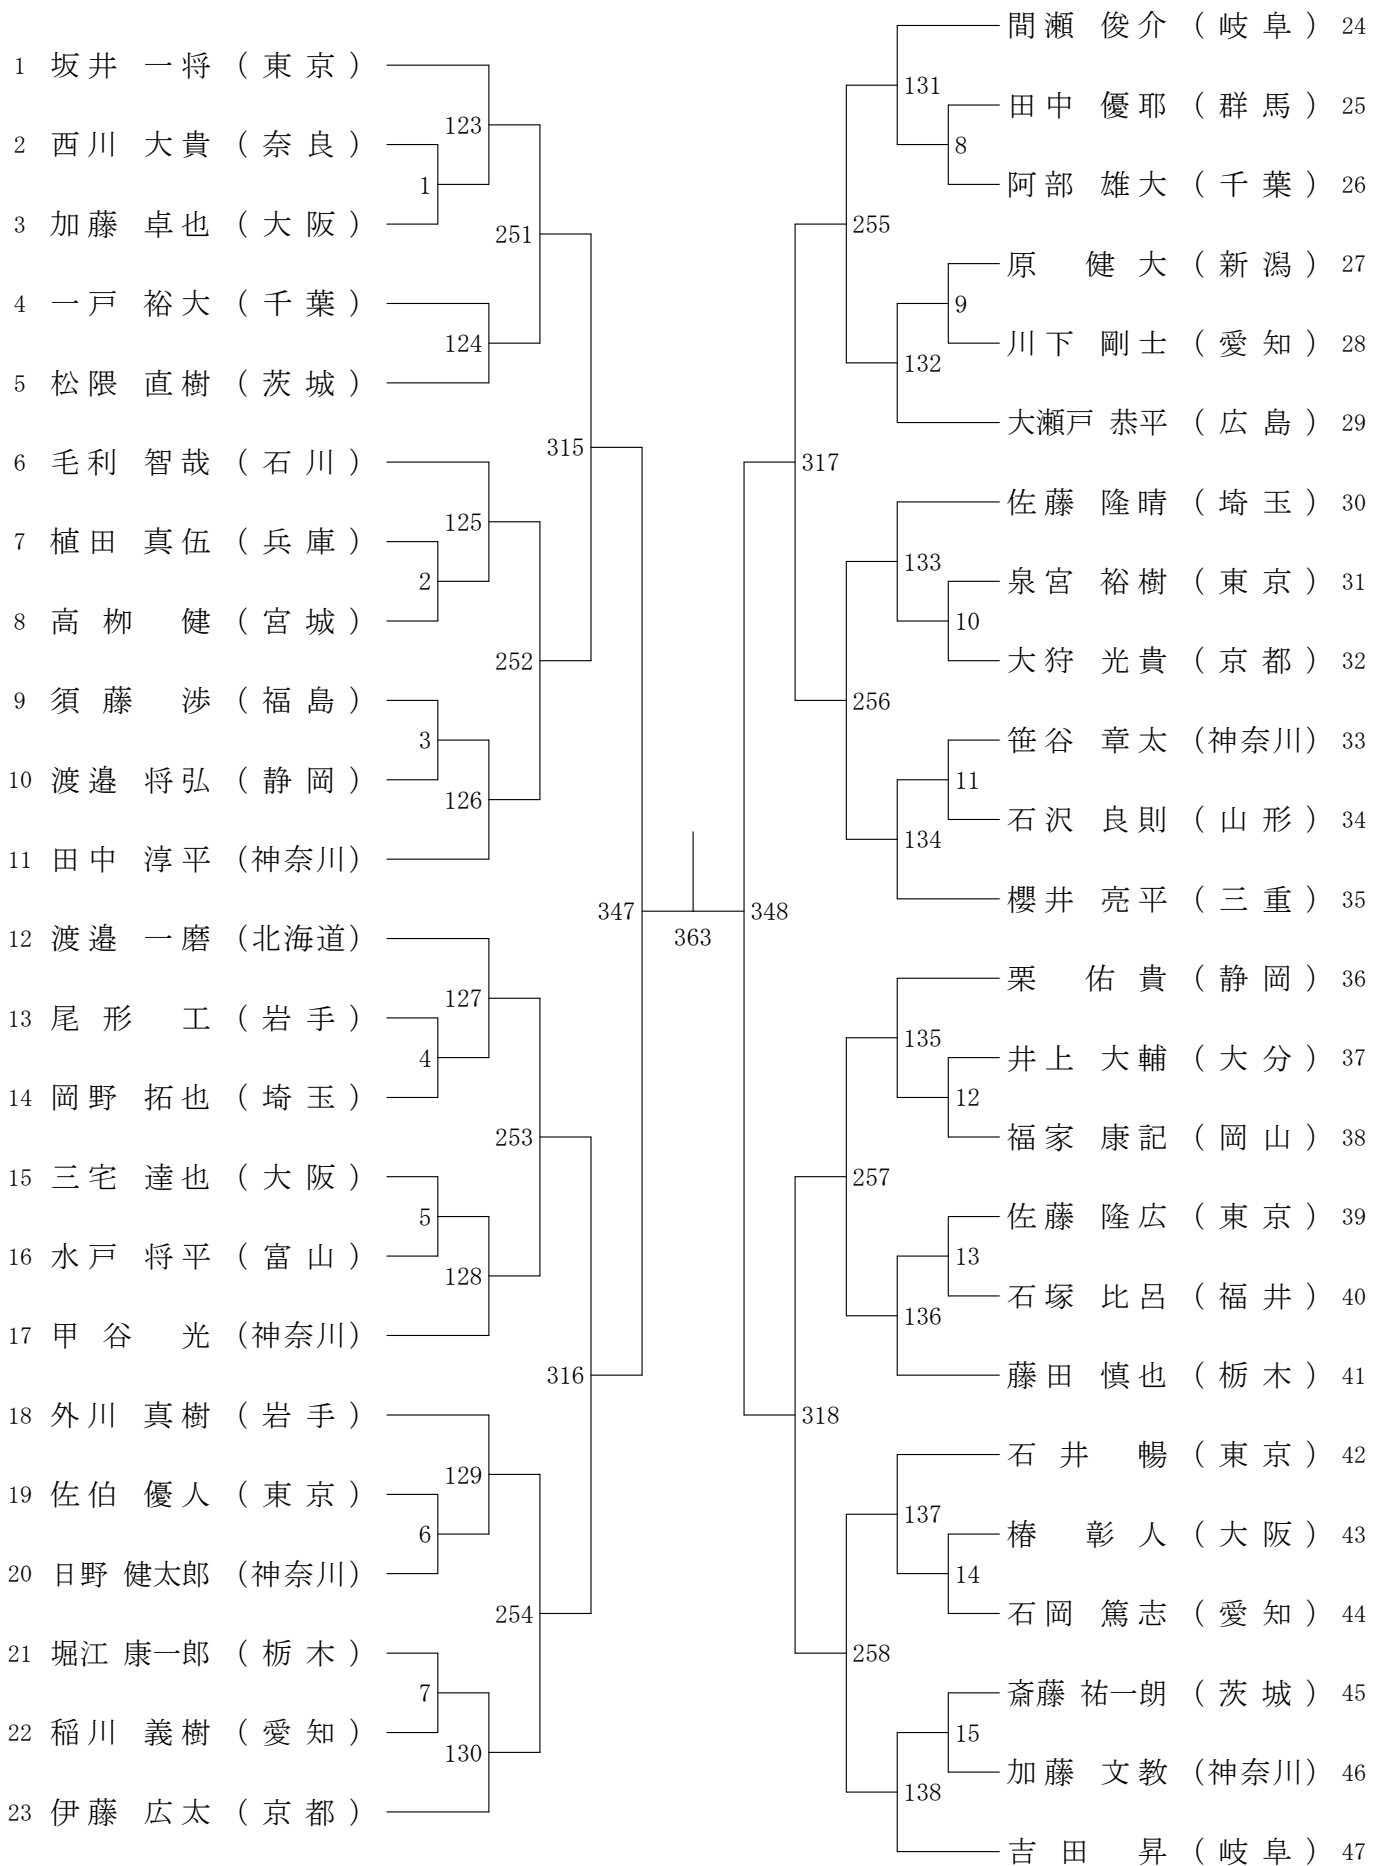 1 坂井 一将 (東京)
2 西川 大貴 (奈良)
3 加藤 卓也 (大阪)
4 一戸 裕大 (千葉)
5 松隈 直樹 (茨城)
6 毛利 智哉 (石川)
7 植田 真伍 (兵庫)
8 高栁 健 (宮城)
9 須藤 渉 (福島)
10 渡邉 将弘 (静岡)
11 田中 淳平 (神奈川)
12 渡邉 一磨 (北海道)
13 尾形 工 (岩手)
14 岡野 拓也 (埼玉)
15 三宅 達也 (大阪)
16 水戸 将平 (富山)
17 甲谷 光 (神奈川)
18 外川 真樹 (岩手)
19 佐伯 優人 (東京)
20 日野 健太郎 (神奈川)
21 堀江 康一郎 (栃木)
22 稲川 義樹 (愛知)
23 伊藤 広太 (京都)
1
2
3
4
5
6
7
123
124
125
126
127
128
129
130
251
252
253
254
315
316
347
363
348
317
318
255
256
257
258
131
132
133
134
135
136
137
138
8
9
10
11
12
13
14
15
間瀬 俊介 (岐阜) 24
田中 優耶 (群馬) 25
阿部 雄大 (千葉) 26
原 健大 (新潟) 27
川下 剛士 (愛知) 28
大瀬戸 恭平 (広島) 29
佐藤 隆晴 (埼玉) 30
泉宮 裕樹 (東京) 31
大狩 光貴 (京都) 32
笹谷 章太 (神奈川) 33
石沢 良則 (山形) 34
櫻井 亮平 (三重) 35
栗 佑貴 (静岡) 36
井上 大輔 (大分) 37
福家 康記 (岡山) 38
佐藤 隆広 (東京) 39
石塚 比呂 (福井) 40
藤田 慎也 (栃木) 41
石井 暢 (東京) 42
椿 彰人 (大阪) 43
石岡 篤志 (愛知) 44
斎藤 祐一朗 (茨城) 45
加藤 文教 (神奈川) 46
吉田 昇 (岐阜) 47